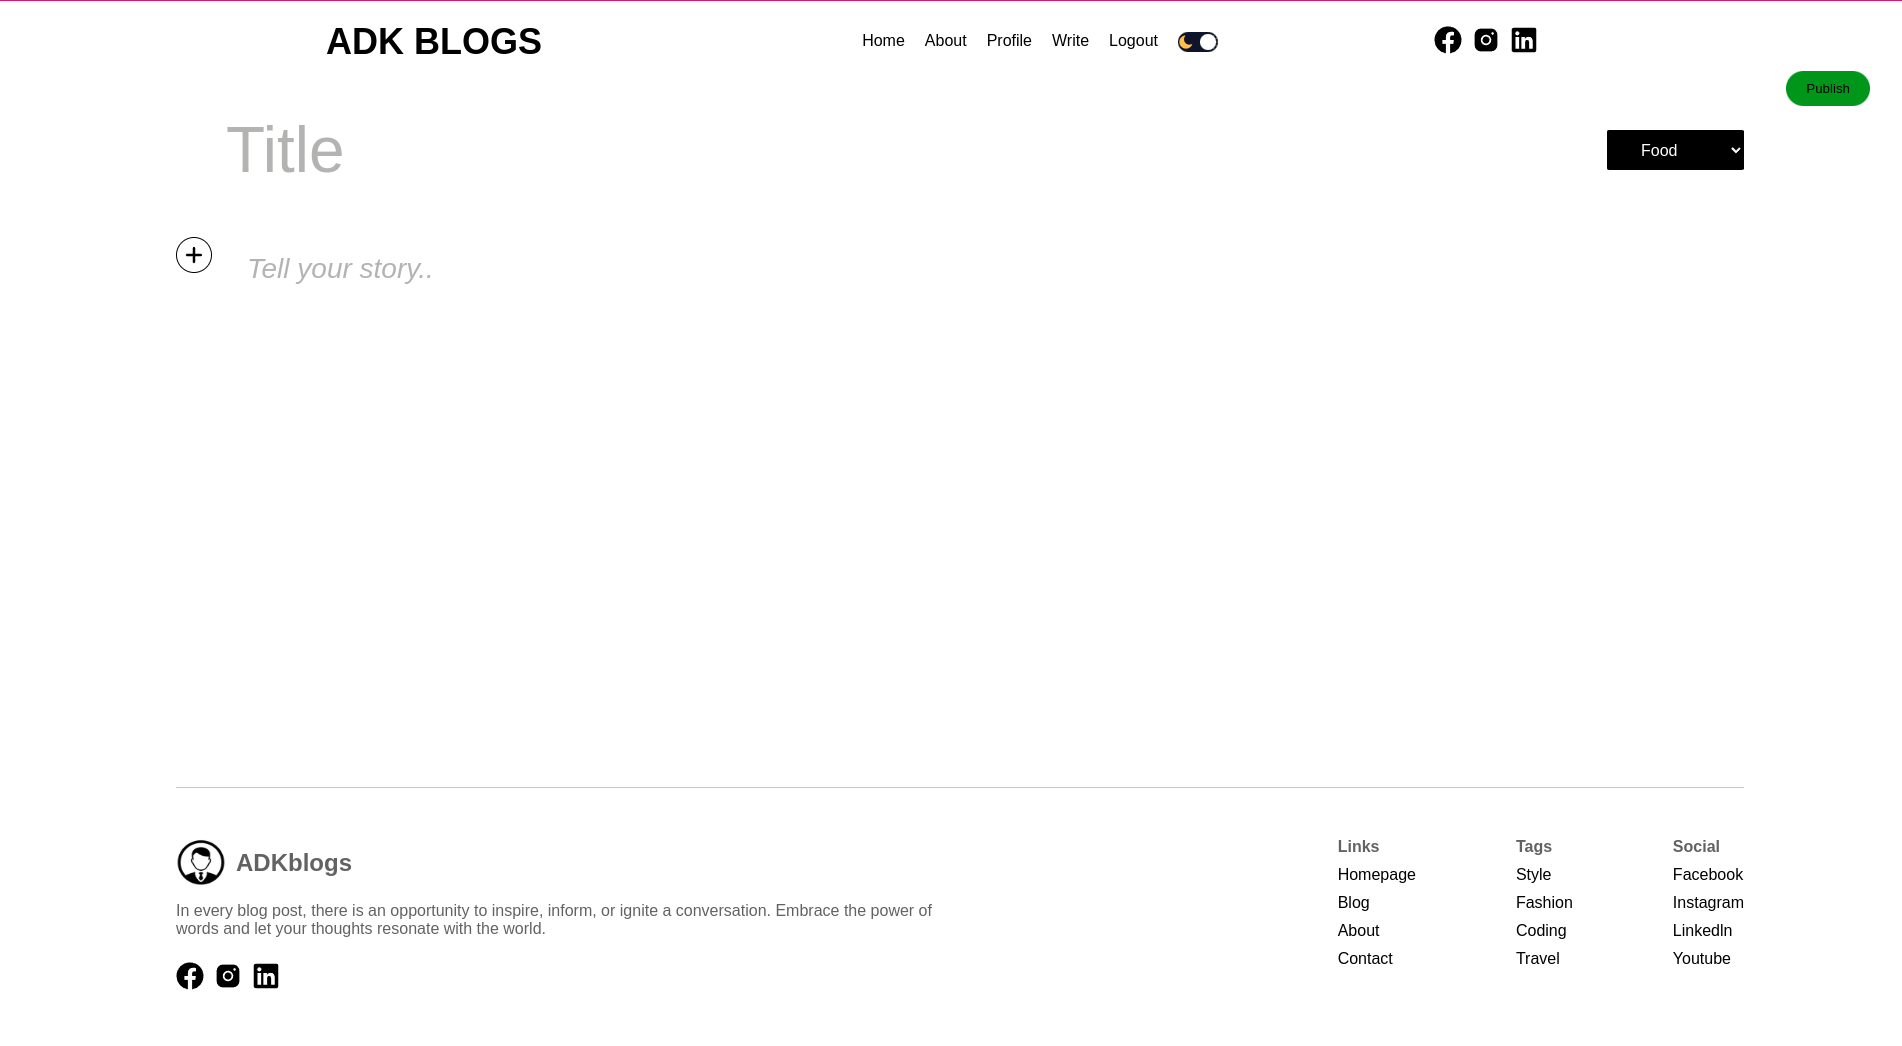 ADK BLOGS
Home About Profile Write Logout
Publish
Title
Food
Tell your story..
ADKblogs
In every blog post, there is an opportunity to inspire, inform, or ignite a conversation. Embrace the power of
words and let your thoughts resonate with the world.
Links
Homepage
Blog
About
Contact
Tags
Style
Fashion
Coding
Travel
Social
Facebook
Instagram
Linkedln
Youtube